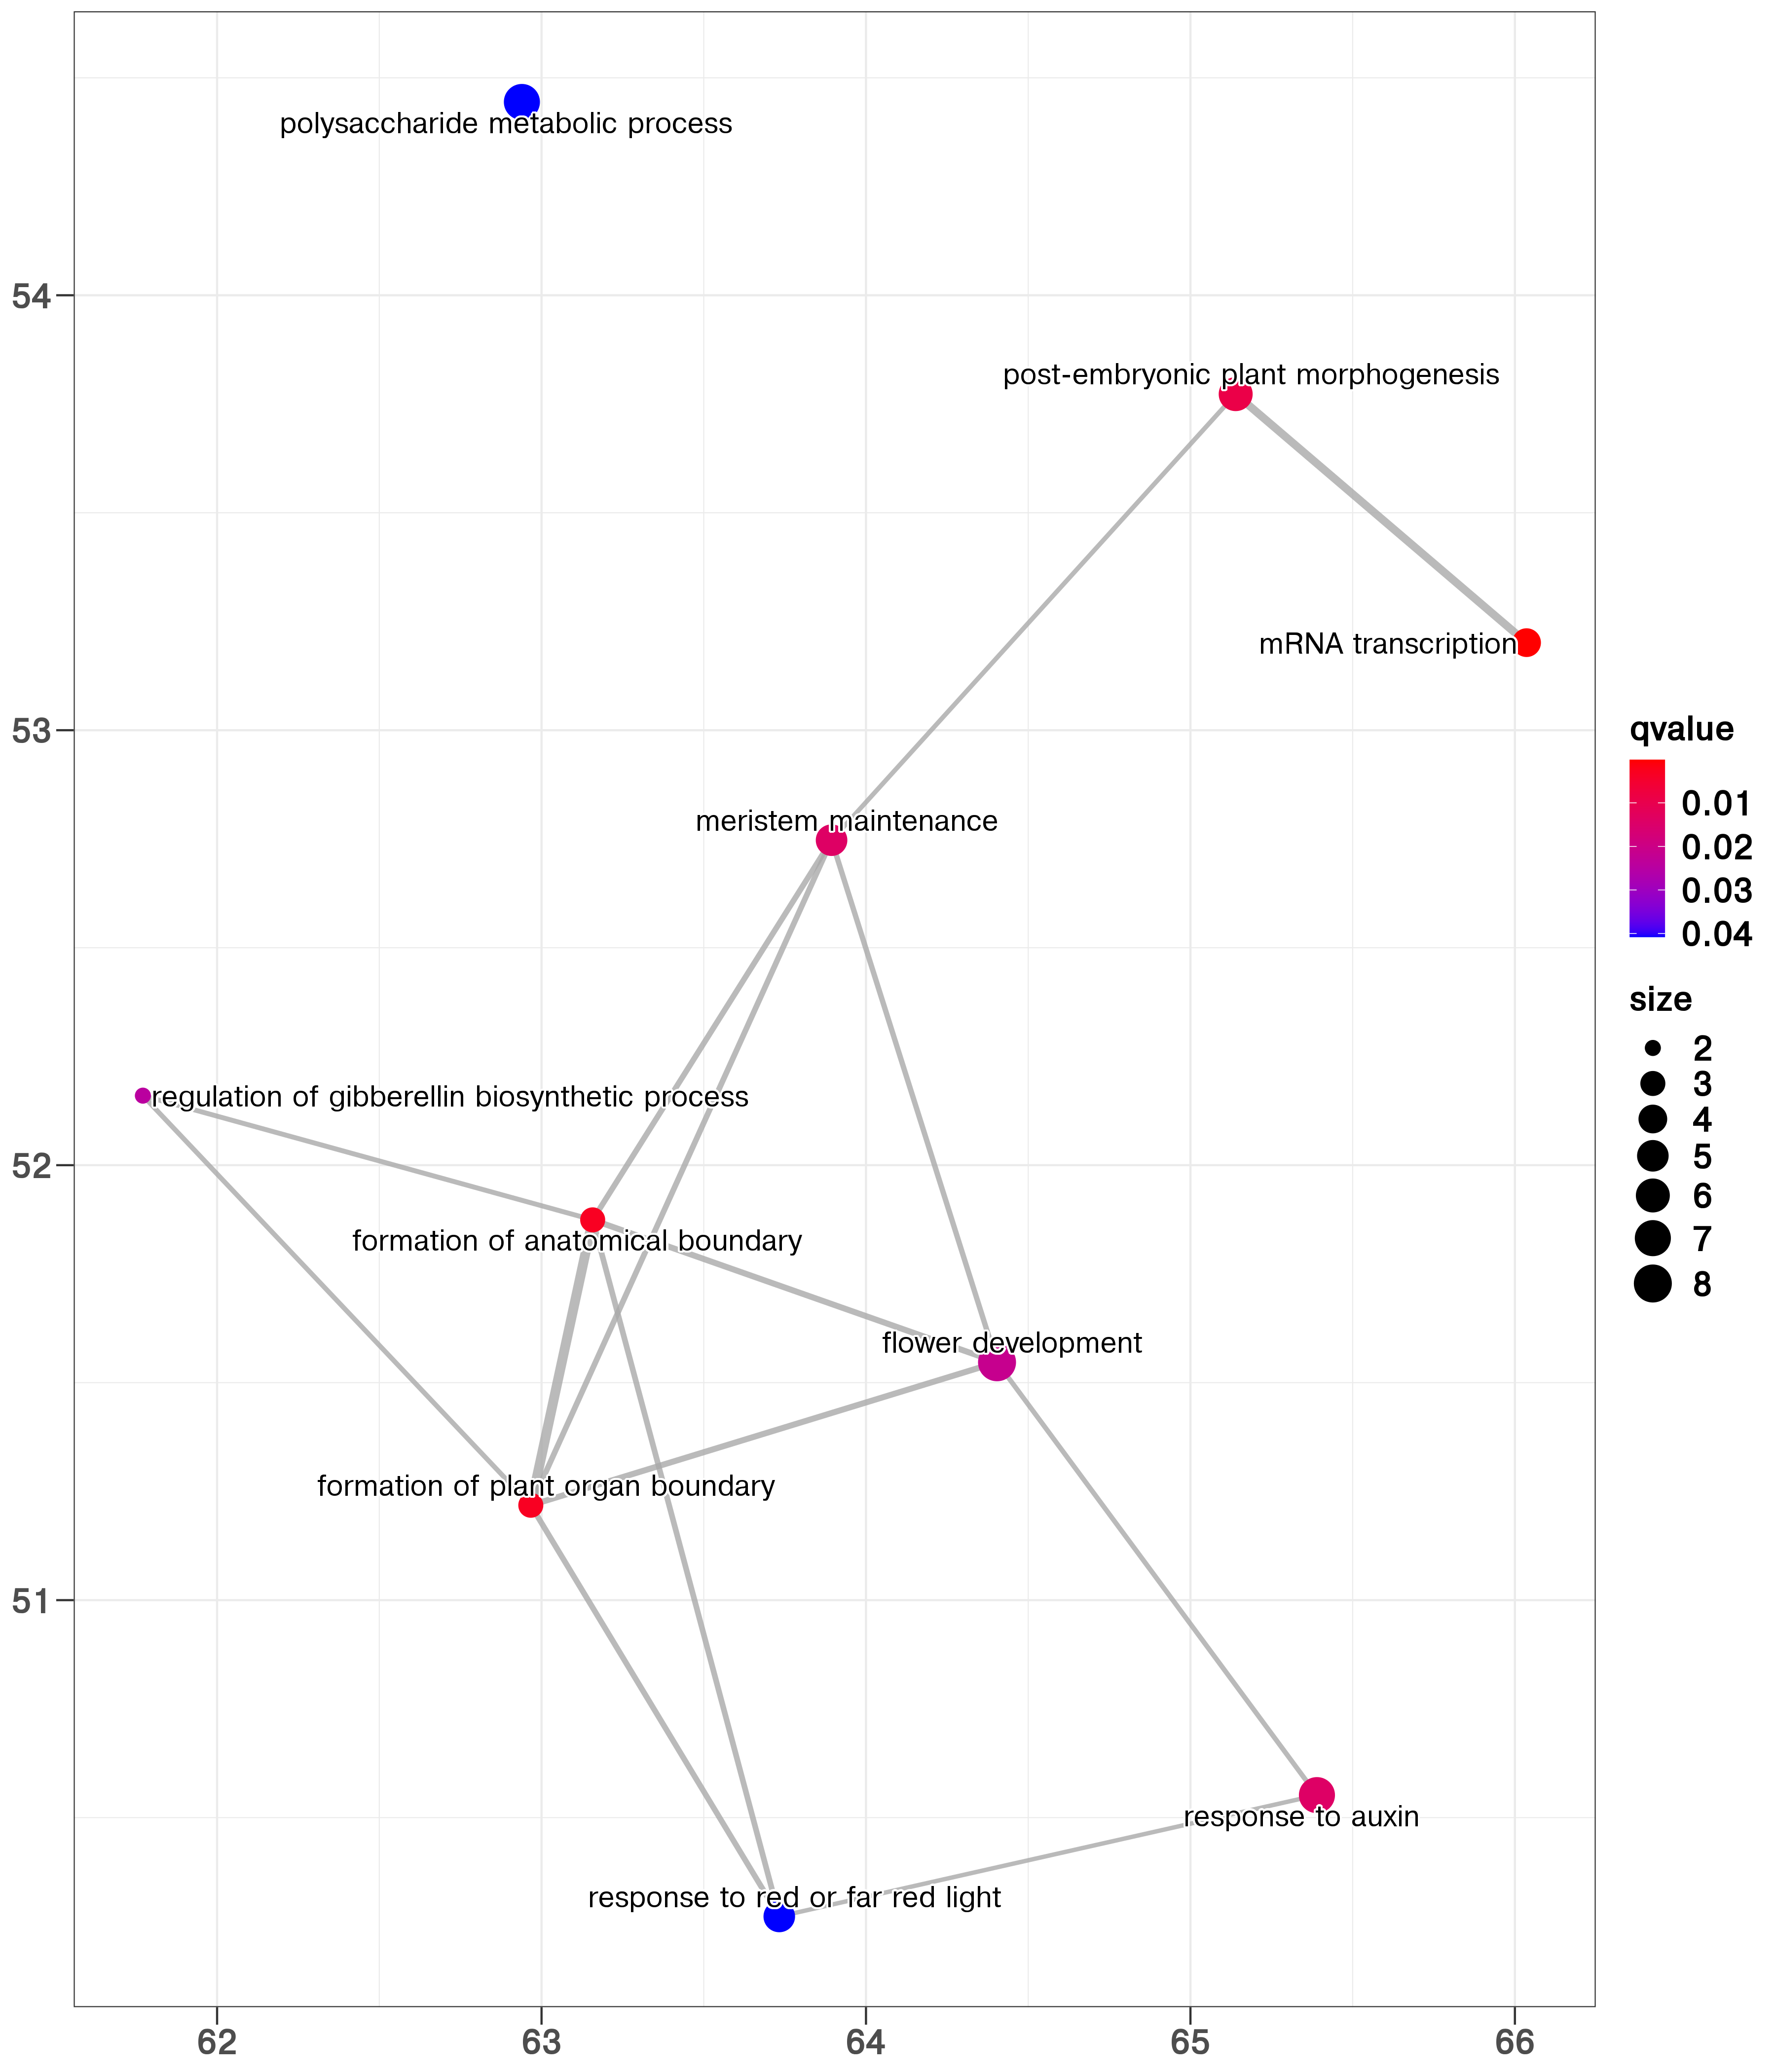 polysaccharide metabolic process
54
post-embryonic plant morphogenesis
mRNA transcription
53
meristem maintenance
regulation of gibberellin biosynthetic process
52
formation of anatomical boundary
flower development
formation of plant organ boundary
51
response to auxin
response to red or far red light
62 63 64 65 66
qvalue
0.01
0.02
0.03
0.04
size
2
3
4
5
6
7
8